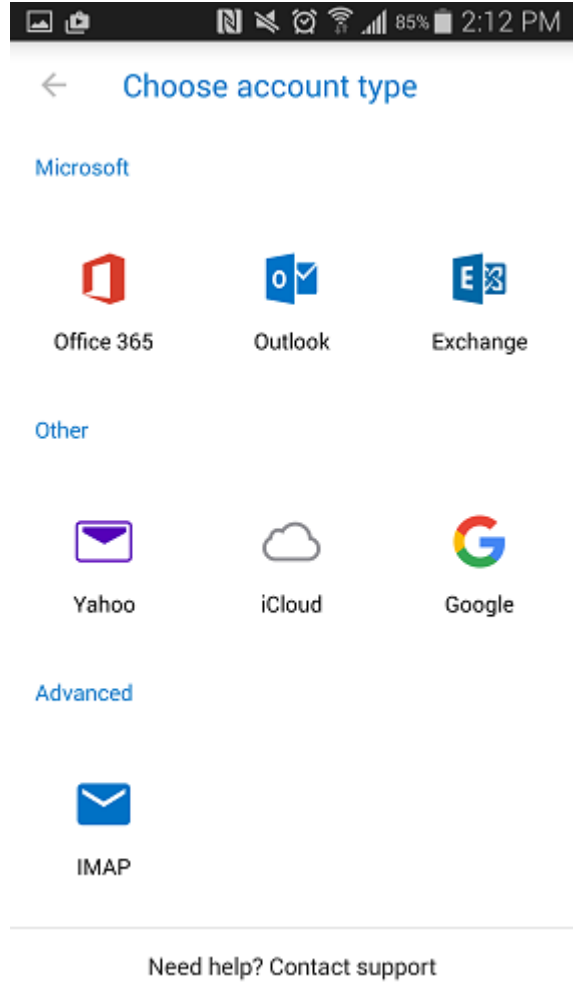 85% 2:12 PM
Choose account type
Microsoft
Office 365 Outlook Exchange
Other
Yahoo iCloud Google
Advanced
IMAP
Need help? Contact support